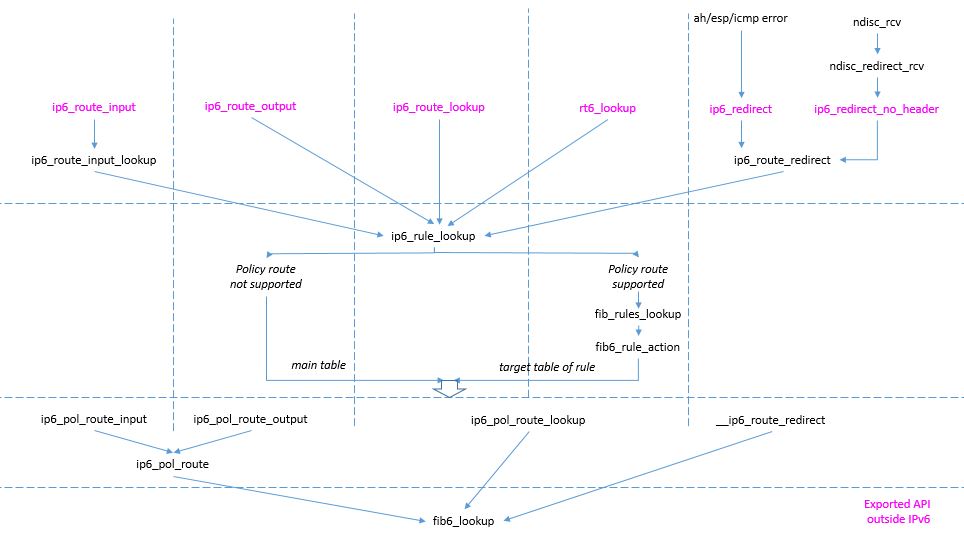 ah/esp/icmp error
ndisc_rcv
ndisc_redirect_rcv
ip6_route_input
ip6_route_output
ip6_route_lookup
rt6_lookup
ip6_redirect
ip6_redirect_no_header
ip6_route_input_lookup
ip6_route_redirect
ip6_rule_lookup
Policy route
not supported
Policy route
supported
fib_rules_lookup
fib6_rule_action
main table
target table of rule
ip6_pol_route_input
ip6_pol_route_output
ip6_pol_route_lookup
__ip6_route_redirect
ip6_pol_route
fib6_lookup
Exported API
outside IPv6